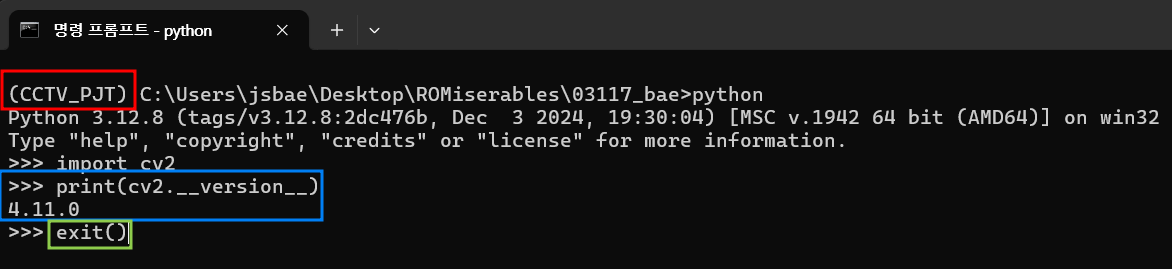 명령 프롬프트 - python
(CCTV_PJT) C:\Users\jsbae\Desktop\ROMiserables\03117_bae>python
Python 3.12.8 (tags/v3.12.8:2dc476b, Dec  3 2024, 19:30:04) [MSC v.1942 64 bit (AMD64)] on win32
Type "help", "copyright", "credits" or "license" for more information.
>>> import cv2
>>> print(cv2.__version__)
4.11.0
>>> exit()